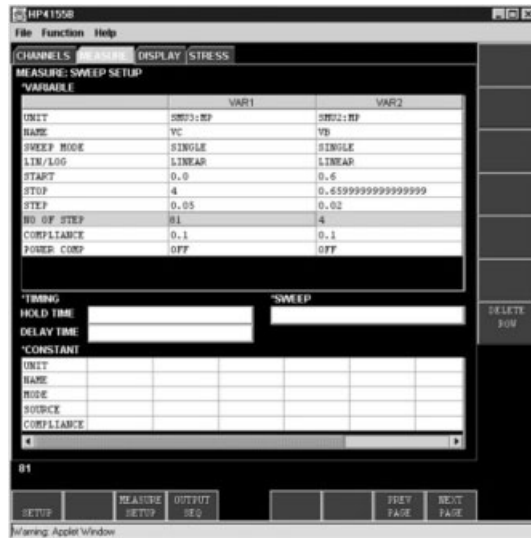 HP4155B
File Function Help
CHANNELS MEASURE DISPLAY STRESS
MEASURE: SWEEP SETUP
*VARIABLE
VAR1 VAR2
UNIT SMU3:MP SMU2:MP
NAME VC VB
SWEEP MODE SINGLE SINGLE
LIN/LOG LINEAR LINEAR
START 0.0 0.6
STOP 4 0.6599999999999999
STEP 0.05 0.02
NO OF STEP 81 4
COMPLIANCE 0.1 0.1
POWER COMP OFF OFF
*TIMING *SWEEP
HOLD TIME
DELAY TIME
DELETE ROW
*CONSTANT
UNIT
NAME
MODE
SOURCE
COMPLIANCE
81
SETUP MEASURE SETUP OUTPUT SEQ PREV PAGE NEXT PAGE
Warning: Applet Window